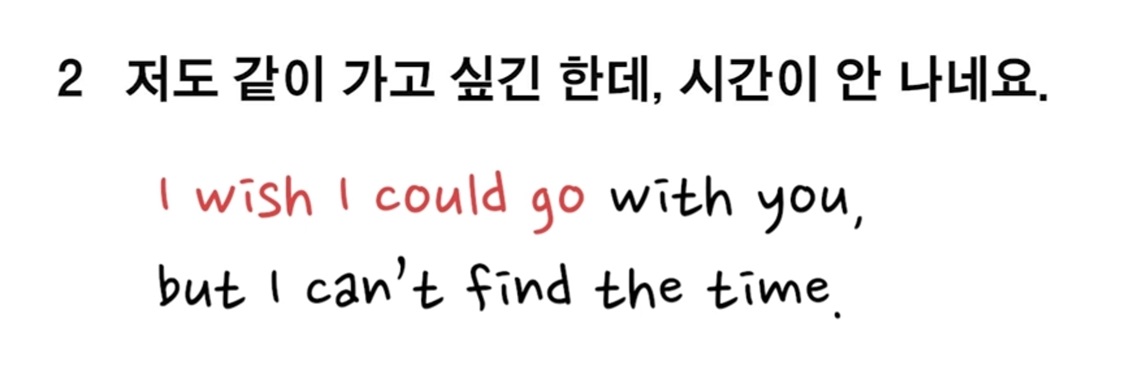 2 저도 같이 가고 싶긴 한데, 시간이 안 나네요.
I wish I could go with you,
but I can't find the time.